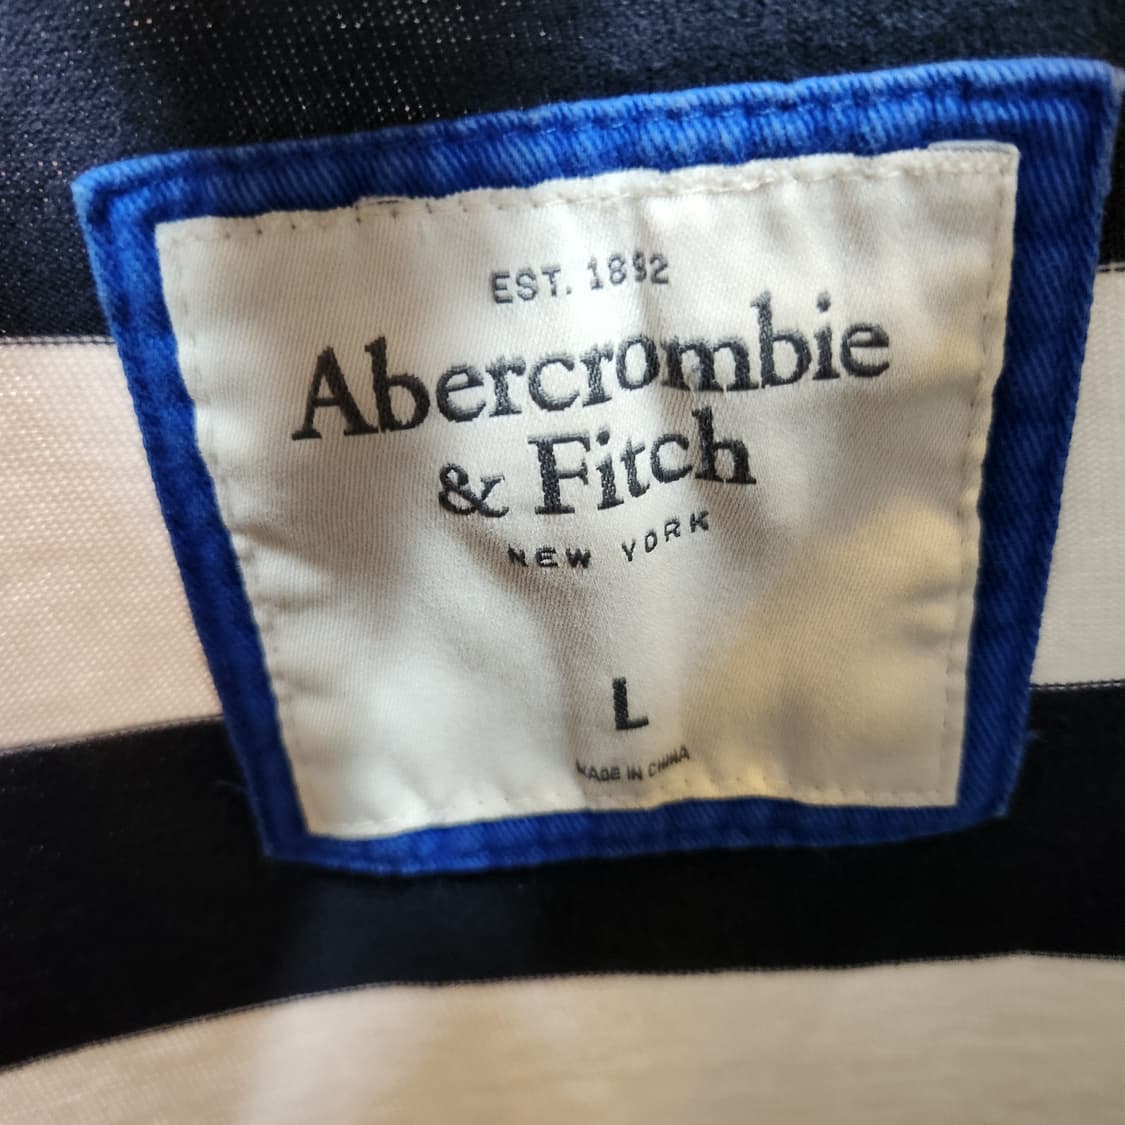 EST. 1892
Abercrombie
& Fitch
NEW YORK
L
MADE IN CHINA